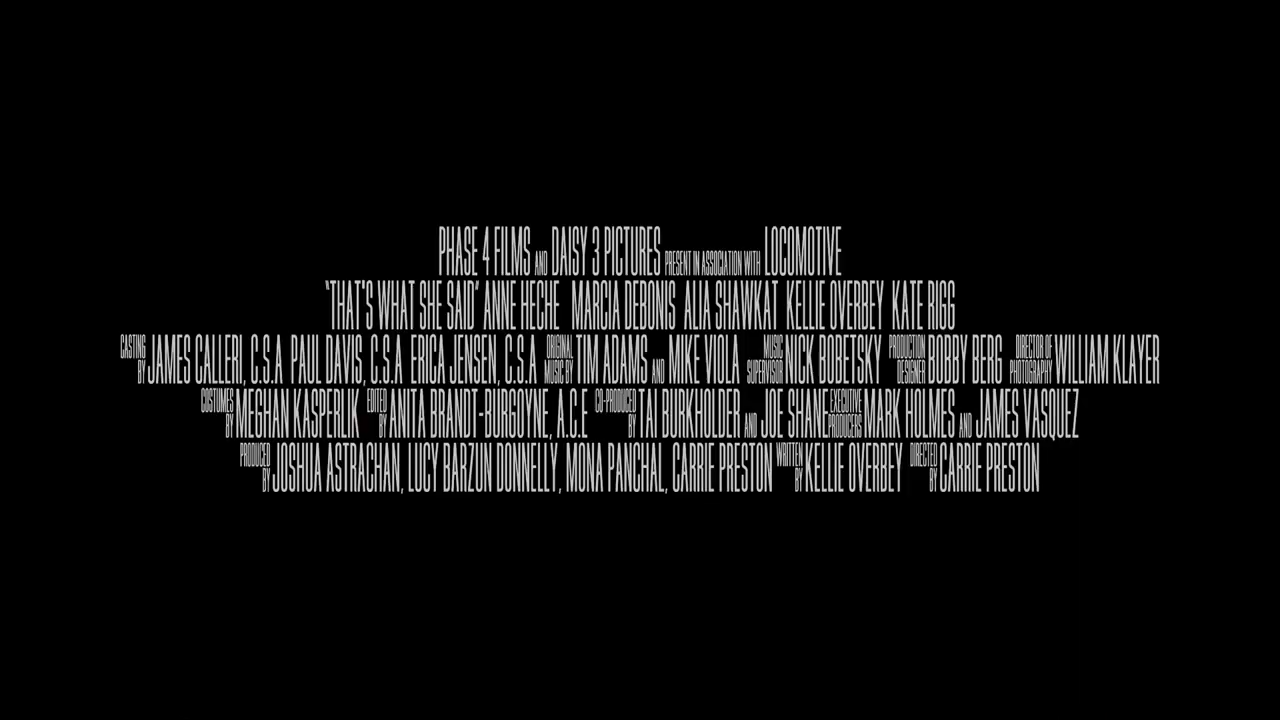 PHASE 4 FILMS AND DAISY 3 PICTURES PRESENT IN ASSOCIATION WITH LOCOMOTIVE
"THAT'S WHAT SHE SAID" ANNE HECHE MARCIA DEBONIS ALIA SHAWKAT KELLIE OVERBEY KATE RIGG
CASTING BY JAMES CALLERI, C.S.A PAUL DAVIS, C.S.A ERICA JENSEN, C.S.A ORIGINAL MUSIC BY TIM ADAMS AND MIKE VIOLA MUSIC SUPERVISOR NICK BOBETSKY PRODUCTION DESIGNER BOBBY BERG DIRECTOR OF PHOTOGRAPHY WILLIAM KLAYER
COSTUMES BY MEGHAN KASPERLIK EDITED BY ANITA BRANDT-BURGOYNE, A.C.E CO-PRODUCED BY TAI BURKHOLDER AND JOE SHANE EXECUTIVE PRODUCERS MARK HOLMES AND JAMES VASQUEZ
PRODUCED BY JOSHUA ASTRACHAN, LUCY BARZUN DONNELLY, MONA PANCHAL, CARRIE PRESTON WRITTEN BY KELLIE OVERBEY DIRECTED BY CARRIE PRESTON